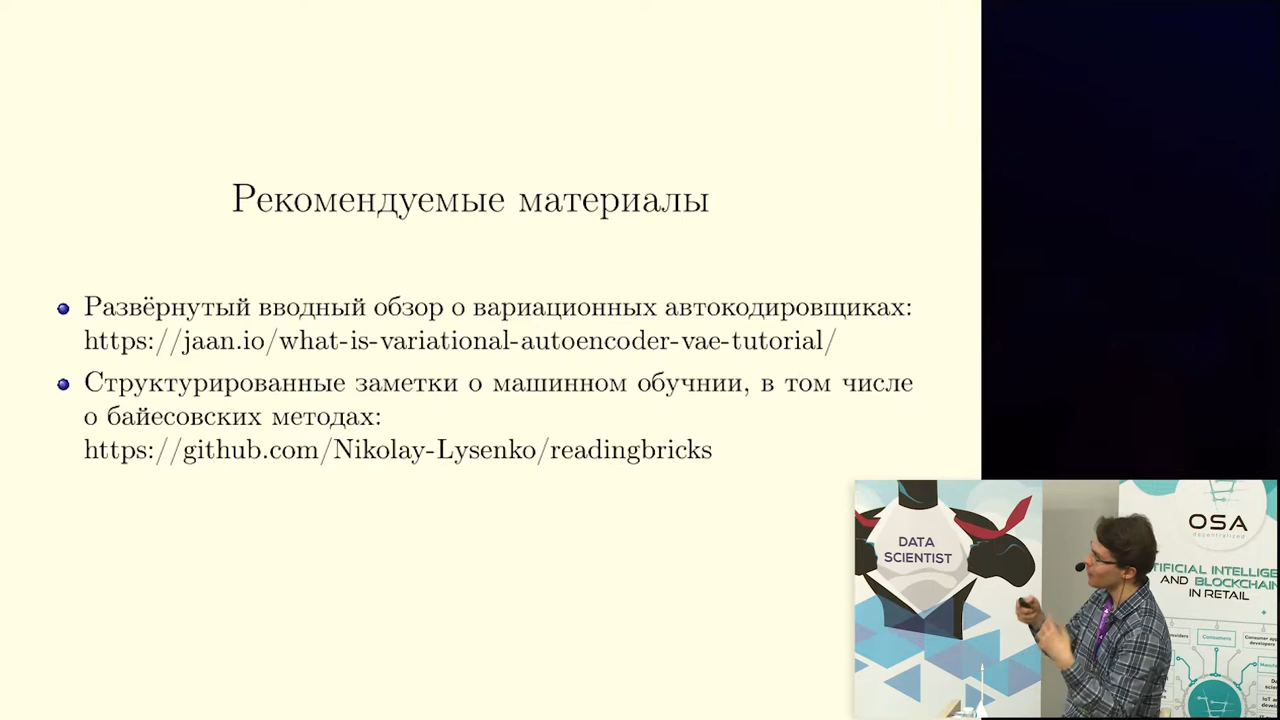 Рекомендуемые материалы
Развёрнутый вводный обзор о вариационных автокодировщиках:
https://jaan.io/what-is-variational-autoencoder-vae-tutorial/
Структурированные заметки о машинном обучнии, в том числе
о байесовских методах:
https://github.com/Nikolay-Lysenko/readingbricks
DATA
SCIENTIST
OSA
decentralized
TIFICIAL INTELLIGE
AND BLOCKCHAIN
IN RETAIL
Consumers